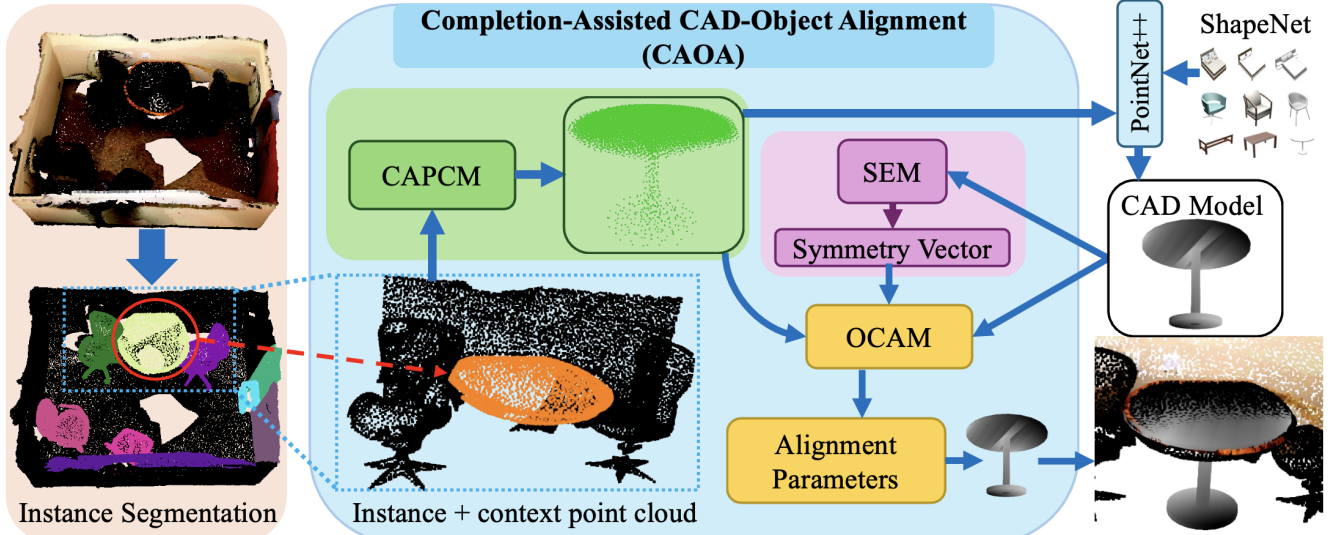 Completion-Assisted CAD-Object Alignment
(CAOA)
PointNet++
ShapeNet
CAPCM
SEM
Symmetry Vector
CAD Model
OCAM
Alignment
Parameters
Instance Segmentation
Instance + context point cloud